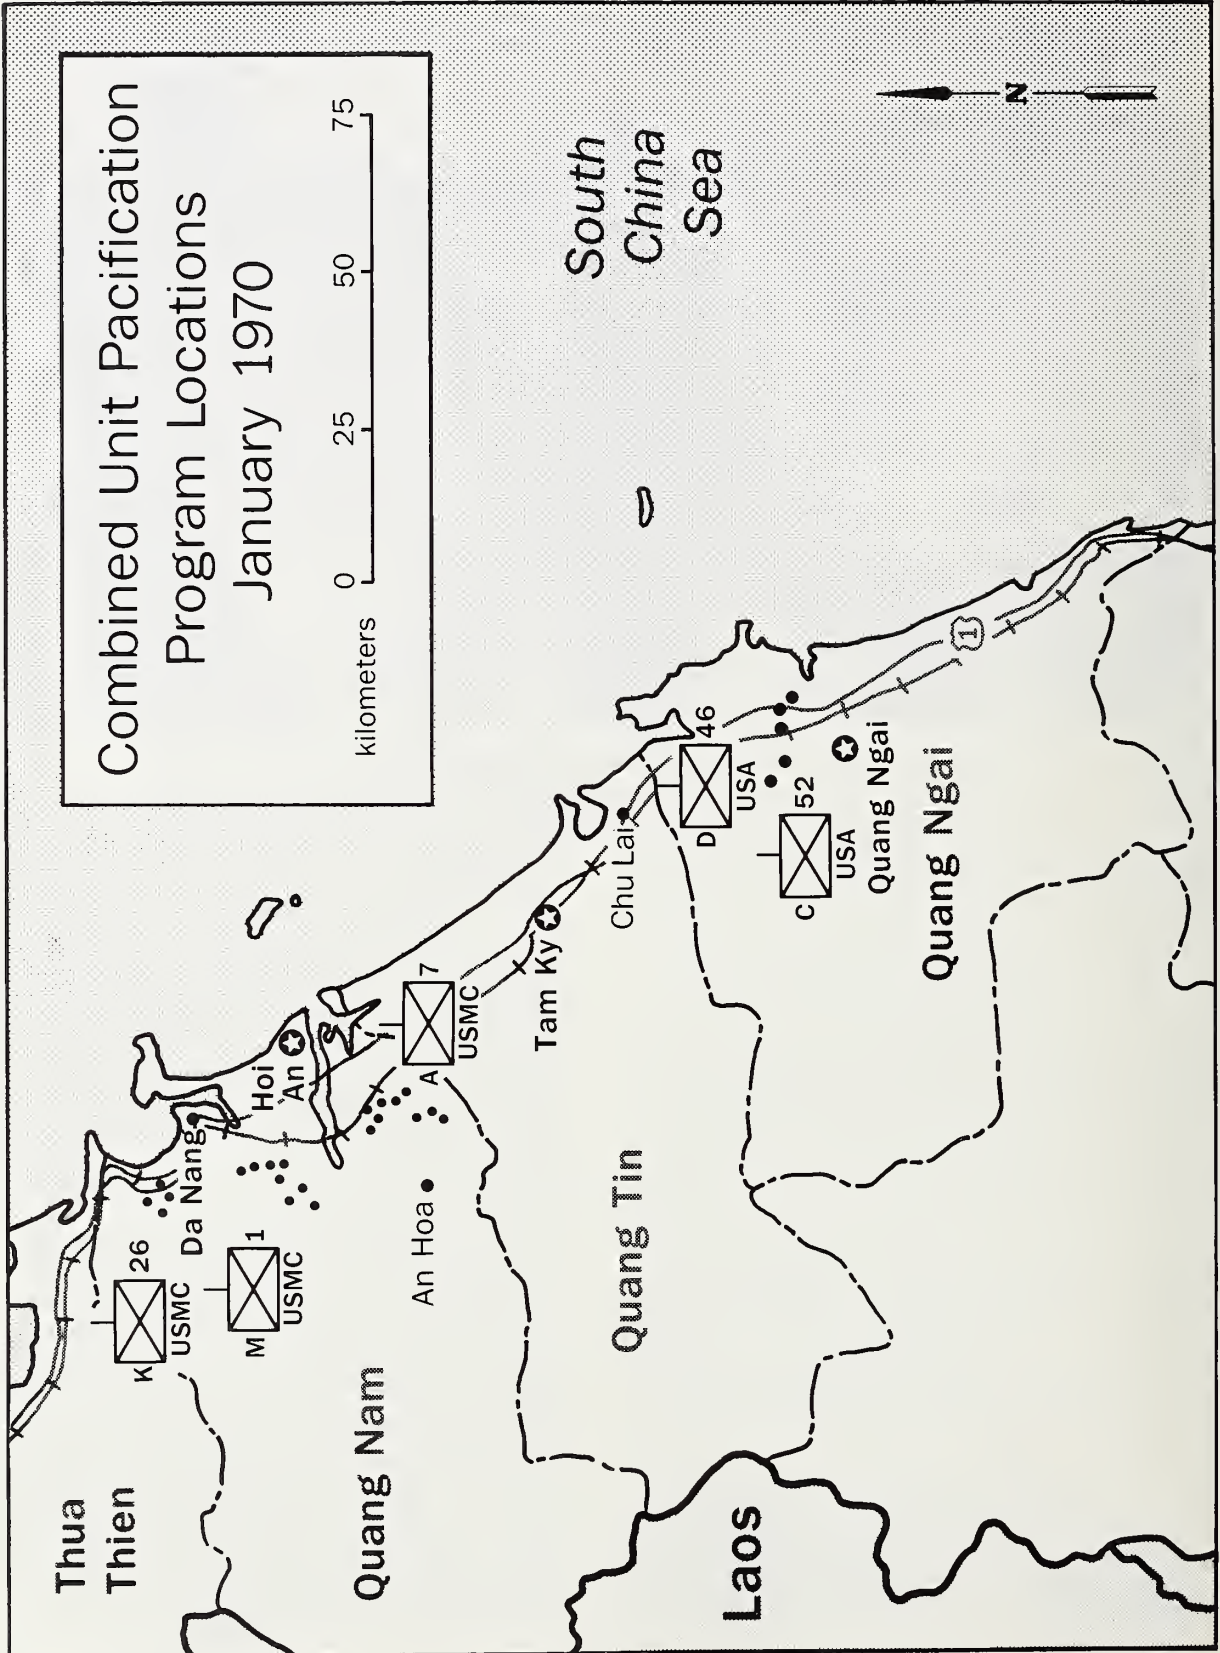 Combined Unit Pacification
Program Locations
January 1970
kilometers
0 25 50 75
N
South
China
Sea
Thua
Thien
K 26
USMC
M 1
USMC
Da Nang
Hoi
An
Quang Nam
An Hoa
A 7
USMC
Tam Ky
Quang Tin
Chu Lai
D 46
USA
C 52
USA
Quang Ngai
Quang Ngai
1
Laos